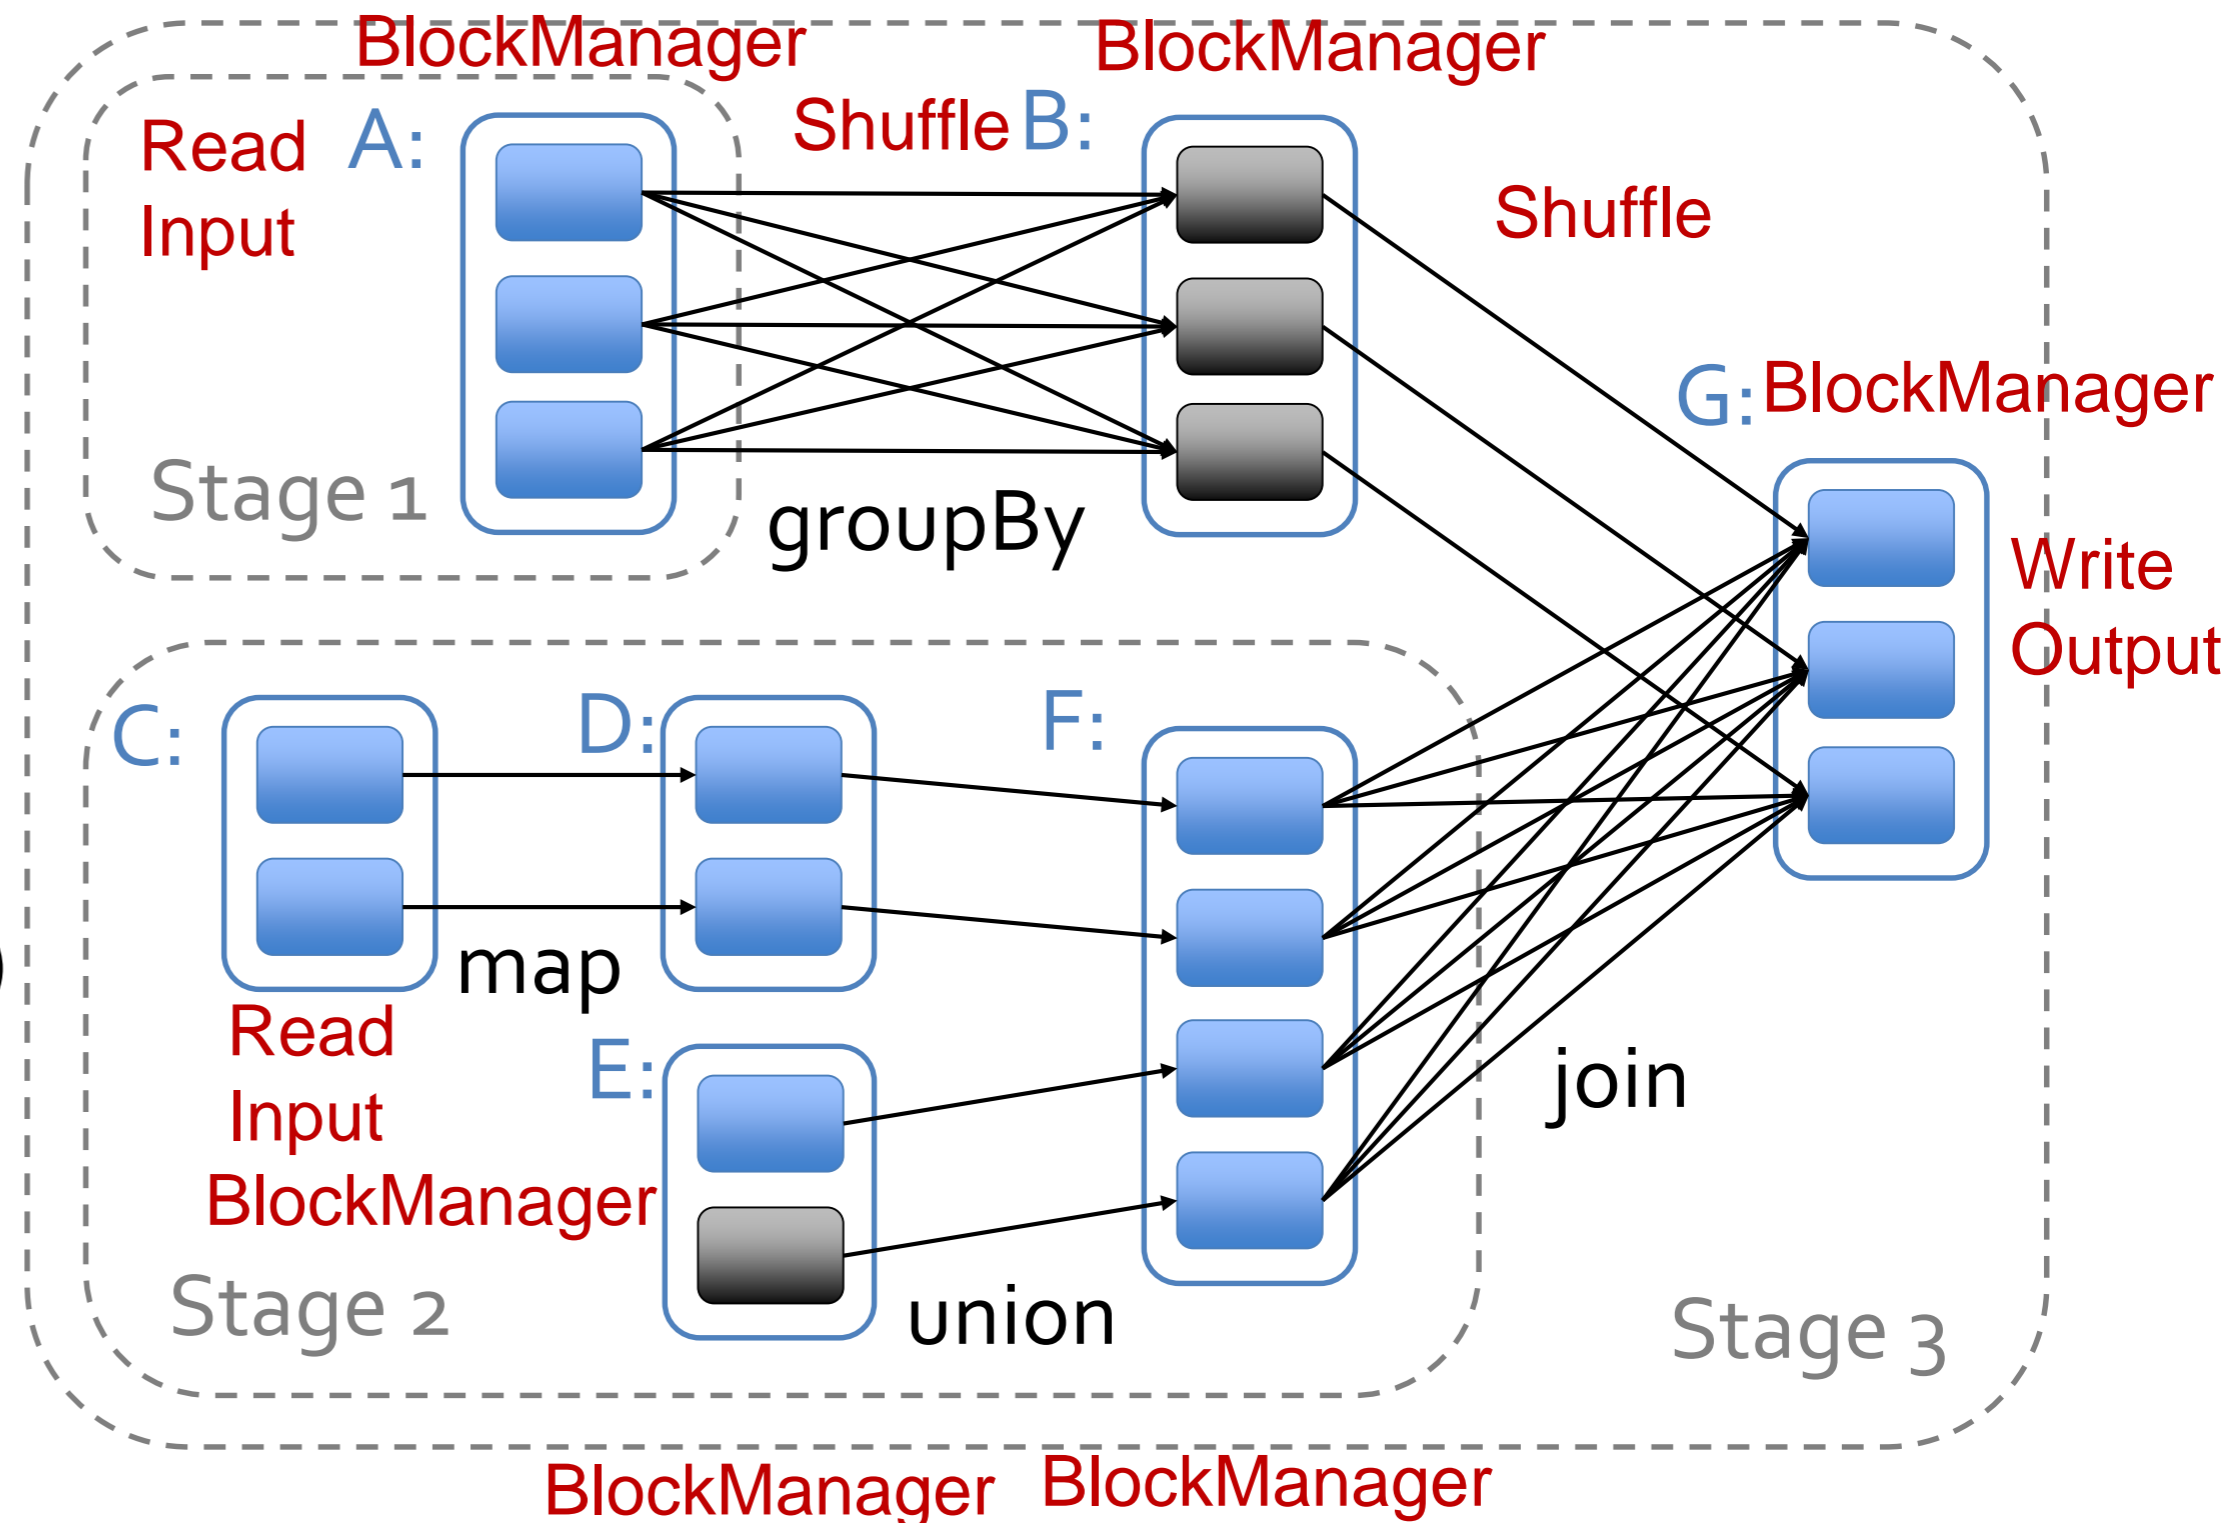 BlockManager
BlockManager
Read
Input
A:
Shuffle
B:
Shuffle
G:
BlockManager
Stage 1
groupBy
Write
Output
C:
D:
F:
map
Read
Input
BlockManager
E:
join
Stage 2
union
Stage 3
BlockManager
BlockManager
)